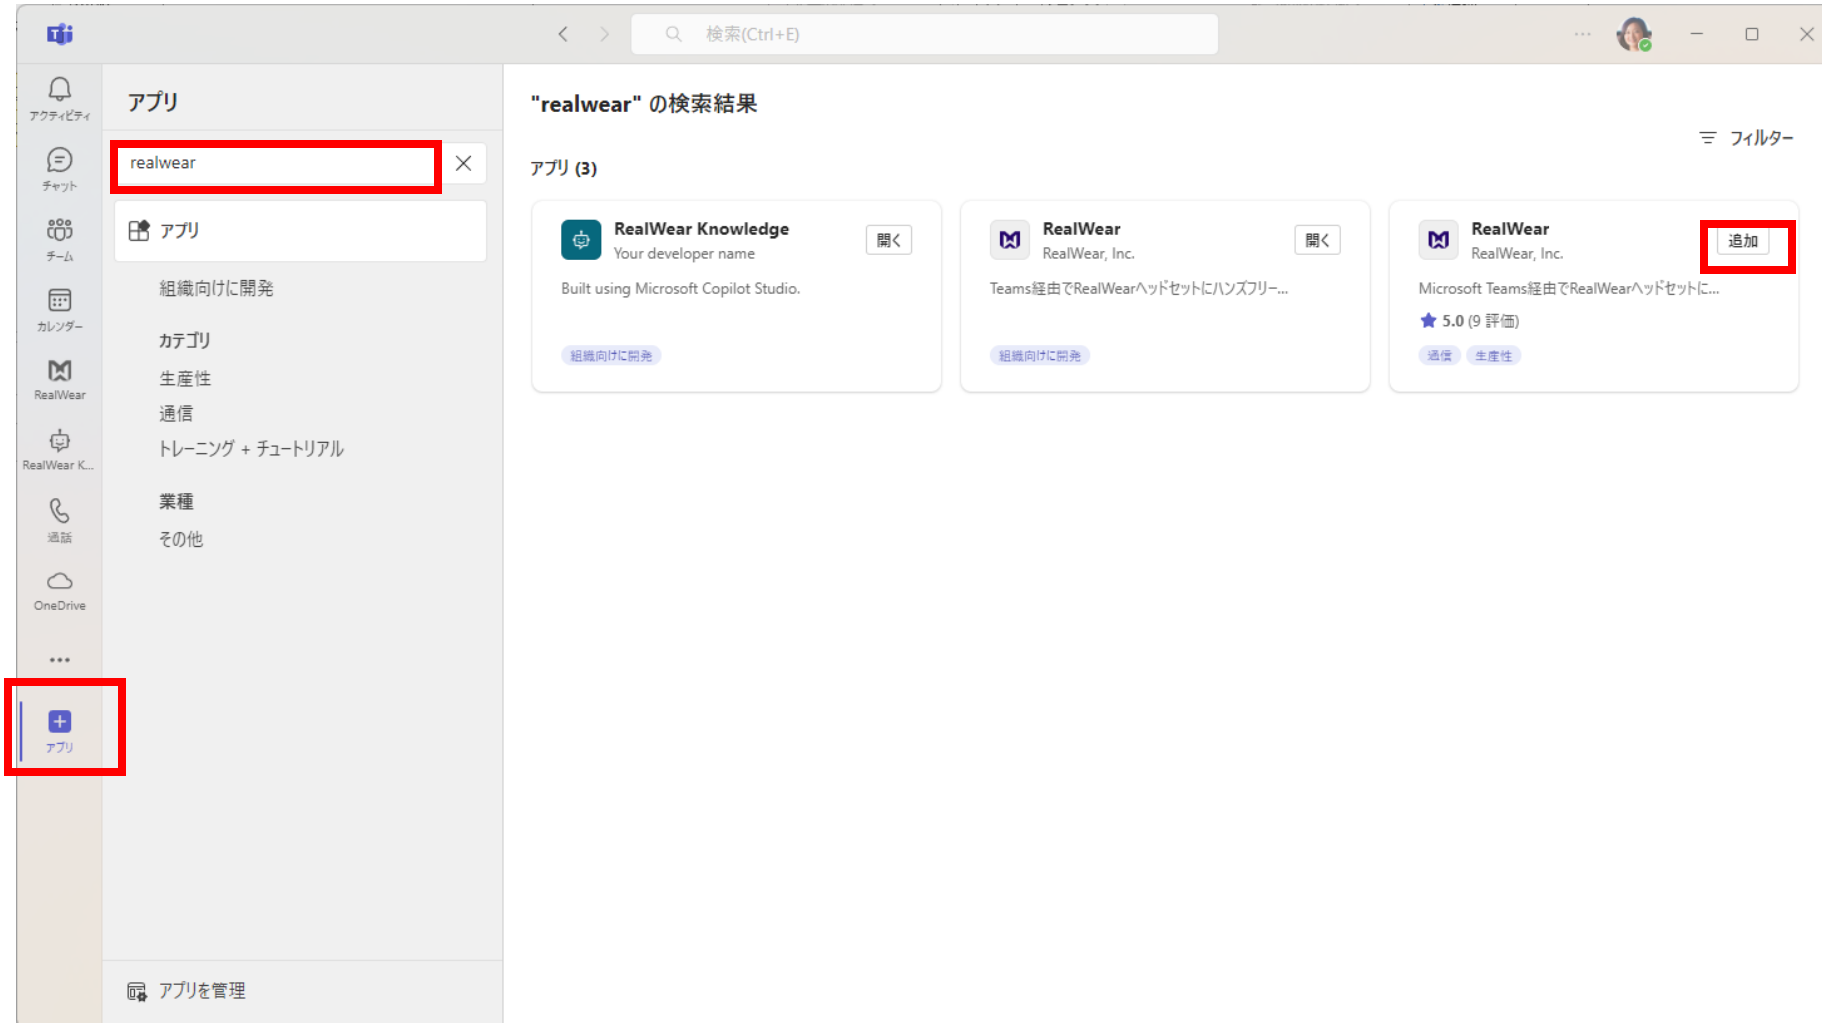 検索(Ctrl+E)
アクティビティ
チャット
チーム
カレンダー
RealWear
RealWear K...
通話
OneDrive
アプリ
アプリ
realwear
アプリ
組織向けに開発
カテゴリ
生産性
通信
トレーニング + チュートリアル
業種
その他
アプリを管理
"realwear" の検索結果
フィルター
アプリ (3)
RealWear Knowledge
Your developer name
開く
Built using Microsoft Copilot Studio.
組織向けに開発
RealWear
RealWear, Inc.
開く
Teams経由でRealWearヘッドセットにハンズフリー...
組織向けに開発
RealWear
RealWear, Inc.
追加
Microsoft Teams経由でRealWearヘッドセットに...
5.0 (9 評価)
通信 生産性